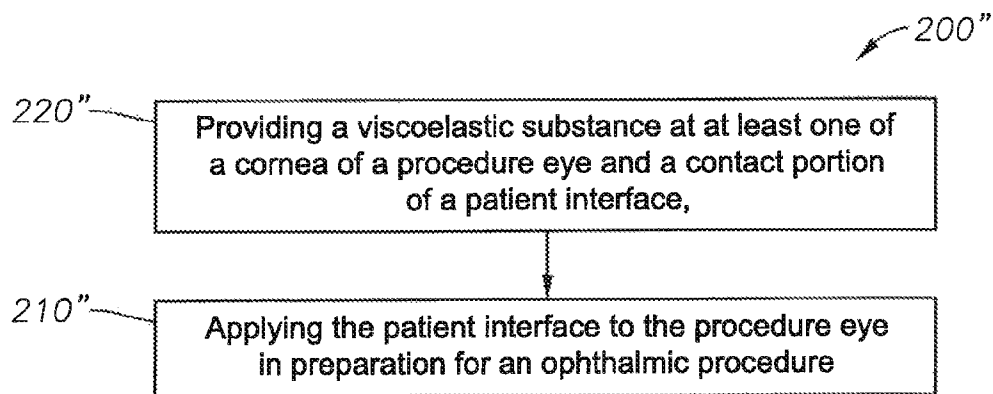 200”
220”
Providing a viscoelastic substance at at least one of
a cornea of a procedure eye and a contact portion
of a patient interface,
210”
Applying the patient interface to the procedure eye
in preparation for an ophthalmic procedure